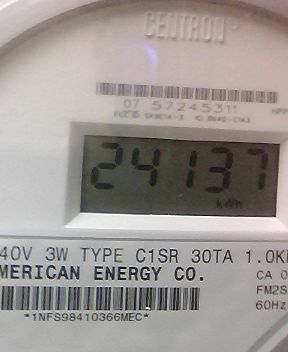 CENTRON®
07 57245311
24137
kWh
40V 3W TYPE C1SR 30TA 1.0K
MERICAN ENERGY CO.
CA 0
FM2S
60Hz
*1NFS98410366MEC*